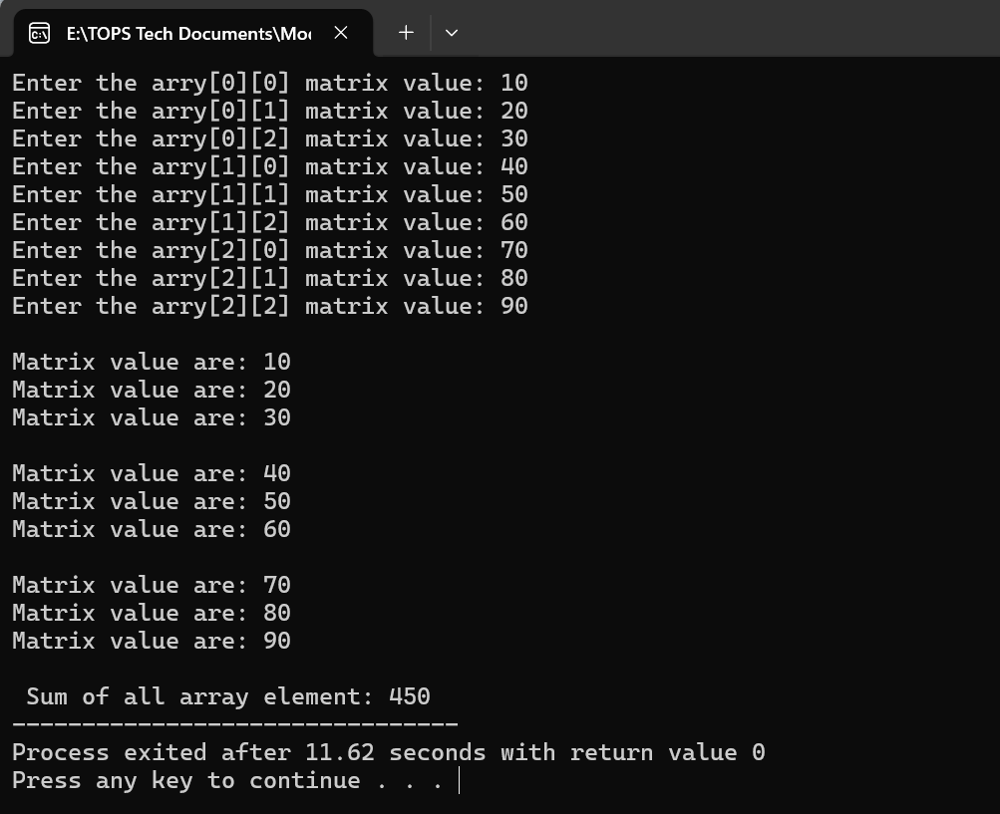 E:\TOPS Tech Documents\Mo
Enter the arry[0][0] matrix value: 10
Enter the arry[0][1] matrix value: 20
Enter the arry[0][2] matrix value: 30
Enter the arry[1][0] matrix value: 40
Enter the arry[1][1] matrix value: 50
Enter the arry[1][2] matrix value: 60
Enter the arry[2][0] matrix value: 70
Enter the arry[2][1] matrix value: 80
Enter the arry[2][2] matrix value: 90
Matrix value are: 10
Matrix value are: 20
Matrix value are: 30
Matrix value are: 40
Matrix value are: 50
Matrix value are: 60
Matrix value are: 70
Matrix value are: 80
Matrix value are: 90
Sum of all array element: 450
--------------------------------
Process exited after 11.62 seconds with return value 0
Press any key to continue . . .